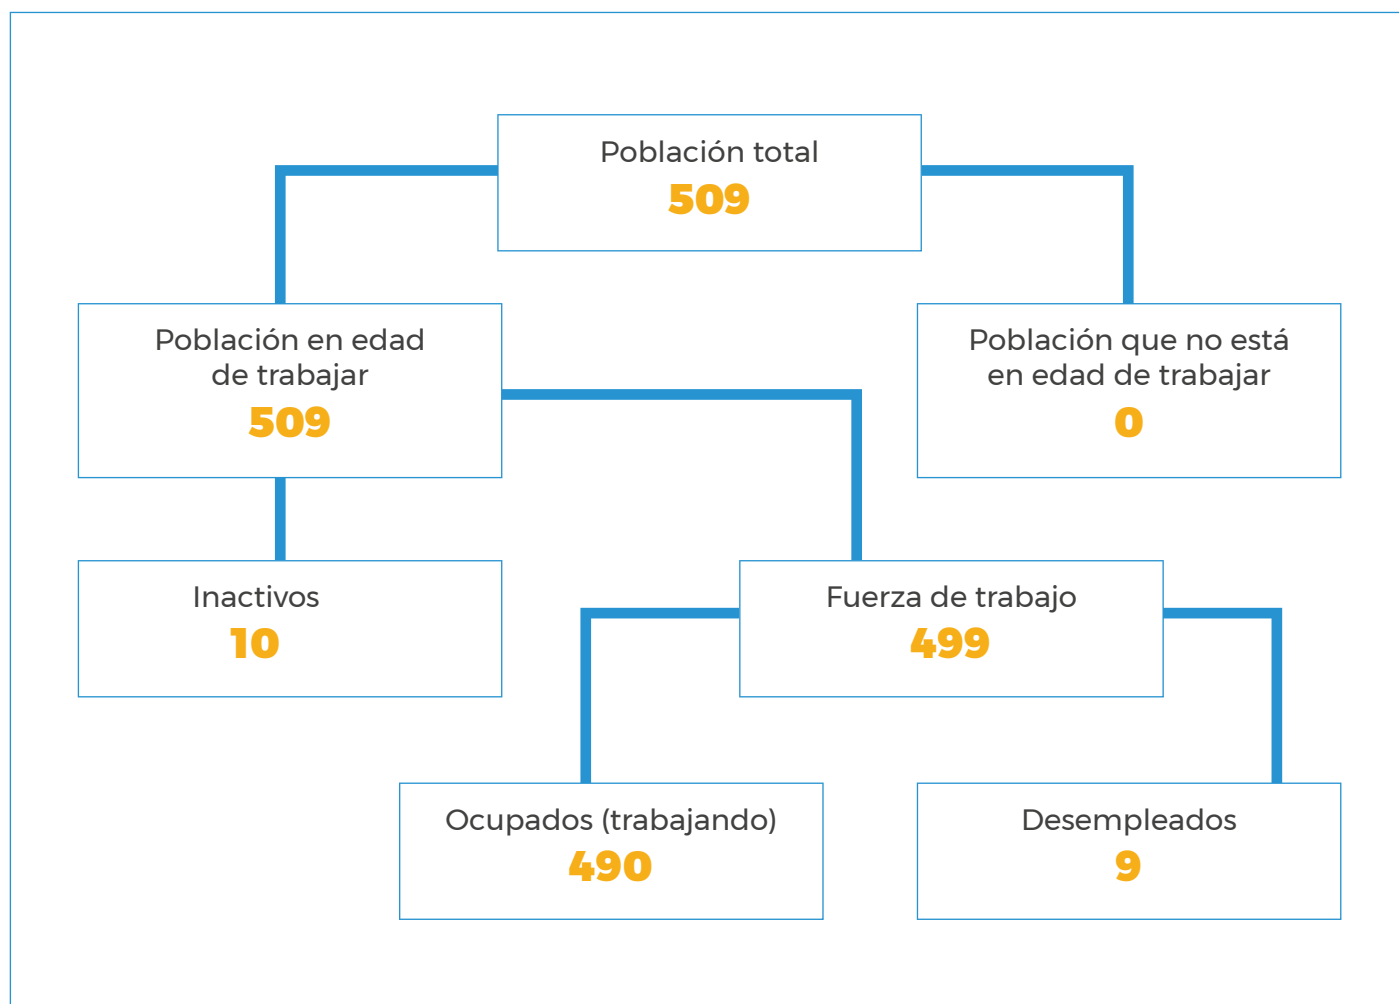 Población total
509
Población en edad
de trabajar
509
Población que no está
en edad de trabajar
0
Inactivos
10
Fuerza de trabajo
499
Ocupados (trabajando)
490
Desempleados
9